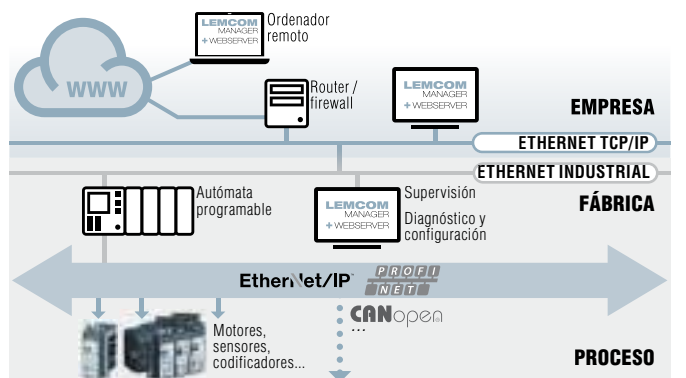 LEMCOM
MANAGER
+ WEBSERVER
Ordenador
remoto
WWW
Router /
firewall
LEMCOM
MANAGER
+ WEBSERVER
EMPRESA
ETHERNET TCP/IP
ETHERNET INDUSTRIAL
Autómata
programable
LEMCOM
MANAGER
+ WEBSERVER
Supervisión
Diagnóstico y
configuración
FÁBRICA
EtherNet/IP
PROFI
NET
CANopen
...
Motores,
sensores,
codificadores...
PROCESO